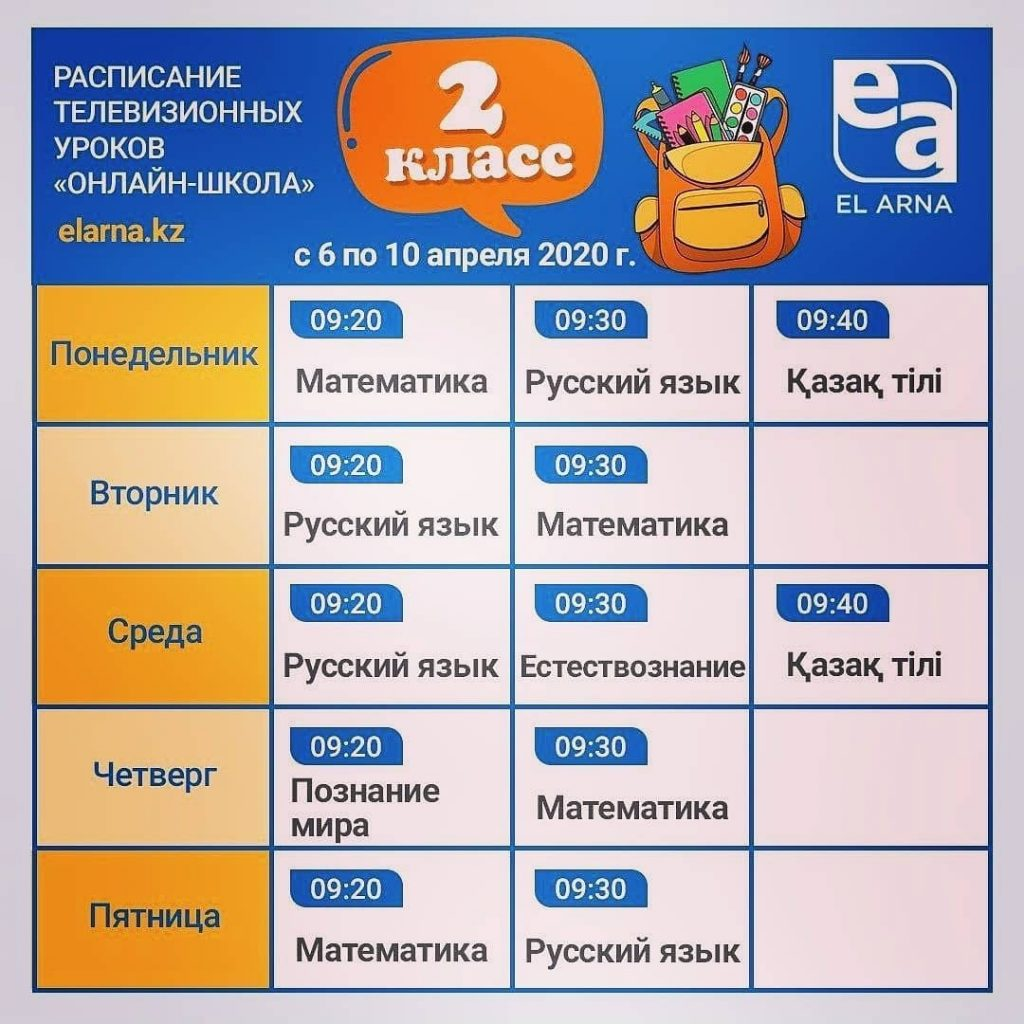 РАСПИСАНИЕ
ТЕЛЕВИЗИОННЫХ
УРОКОВ
«ОНЛАЙН-ШКОЛА»
elarna.kz
2
класс
с 6 по 10 апреля 2020 г.
ea
EL ARNA
Понедельник
09:20
Математика
09:30
Русский язык
09:40
Қазақ тілі
Вторник
09:20
Русский язык
09:30
Математика
Среда
09:20
Русский язык
09:30
Естествознание
09:40
Қазақ тілі
Четверг
09:20
Познание
мира
09:30
Математика
Пятница
09:20
Математика
09:30
Русский язык